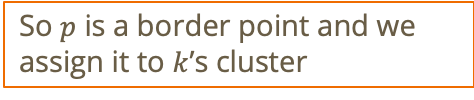 So 𝑝 is a border point and we
assign it to 𝑘’s cluster